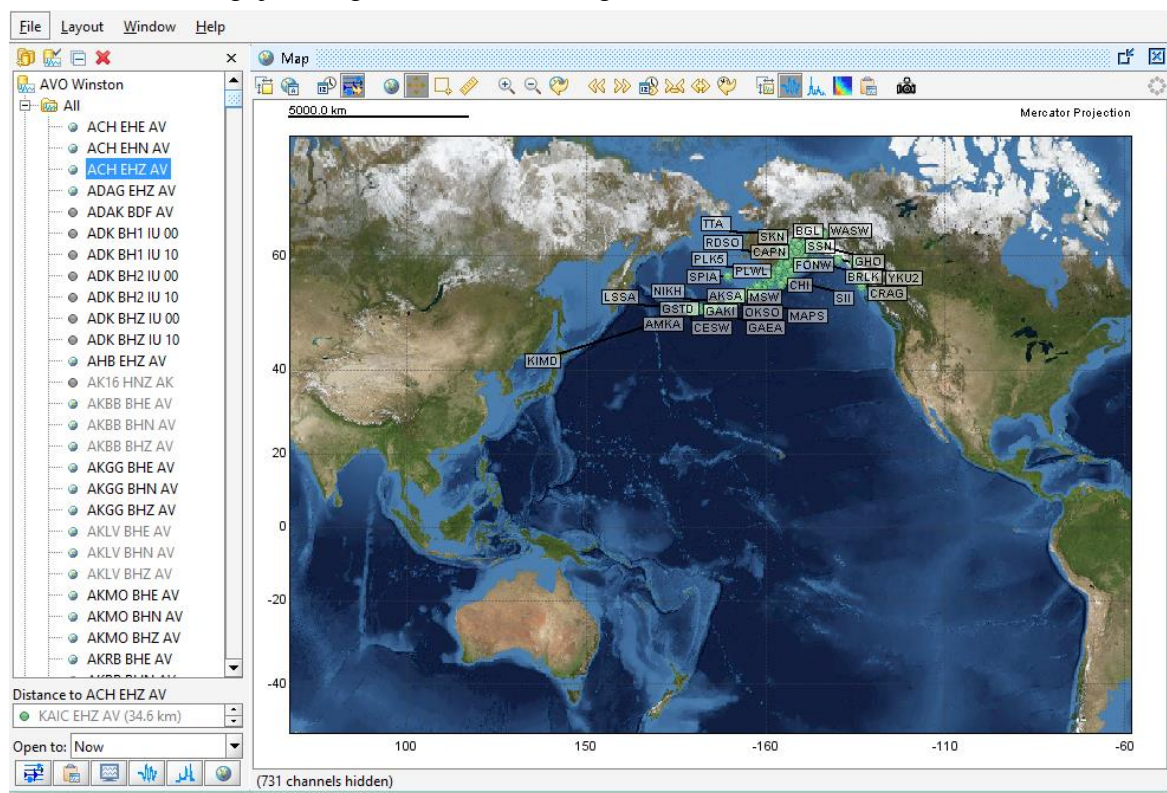 File Layout Window Help
Map
AVO Winston
All
ACH EHE AV
ACH EHN AV
ACH EHZ AV
ADAG EHZ AV
ADAK BDF AV
ADK BH1 IU 00
ADK BH1 IU 10
ADK BH2 IU 00
ADK BH2 IU 10
ADK BHZ IU 00
ADK BHZ IU 10
AHB EHZ AV
AK16 HNZ AK
AKBB BHE AV
AKBB BHN AV
AKBB BHZ AV
AKGG BHE AV
AKGG BHN AV
AKGG BHZ AV
AKLV BHE AV
AKLV BHN AV
AKLV BHZ AV
AKMO BHE AV
AKMO BHN AV
AKMO BHZ AV
AKRB BHE AV
Distance to ACH EHZ AV
KAIC EHZ AV (34.6 km)
Open to: Now
5000.0 km
Mercator Projection
TTA
BGL WASW
SKN
RDSO
SSN
CAPN
PLK5
FONW GHO
PLWL
SPIA
BRLK YKU2
CHI
NIKH
CRAG
LSSA
AKSA MSW SII
GSTD GAKI OKSO
MAPS
AMKA
CESW GAEA
KIMD
60
40
20
0
-20
-40
100 150 -160 -110 -60
(731 channels hidden)